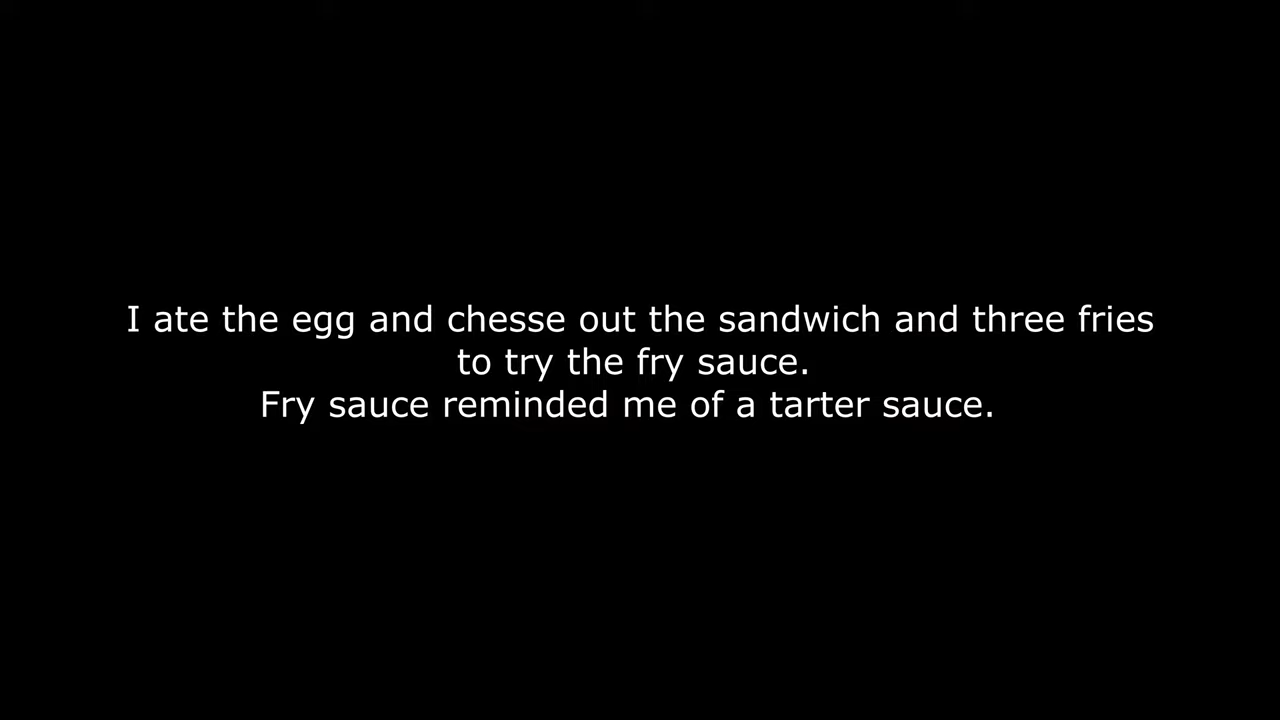 I ate the egg and chesse out the sandwich and three fries
to try the fry sauce.
Fry sauce reminded me of a tarter sauce.